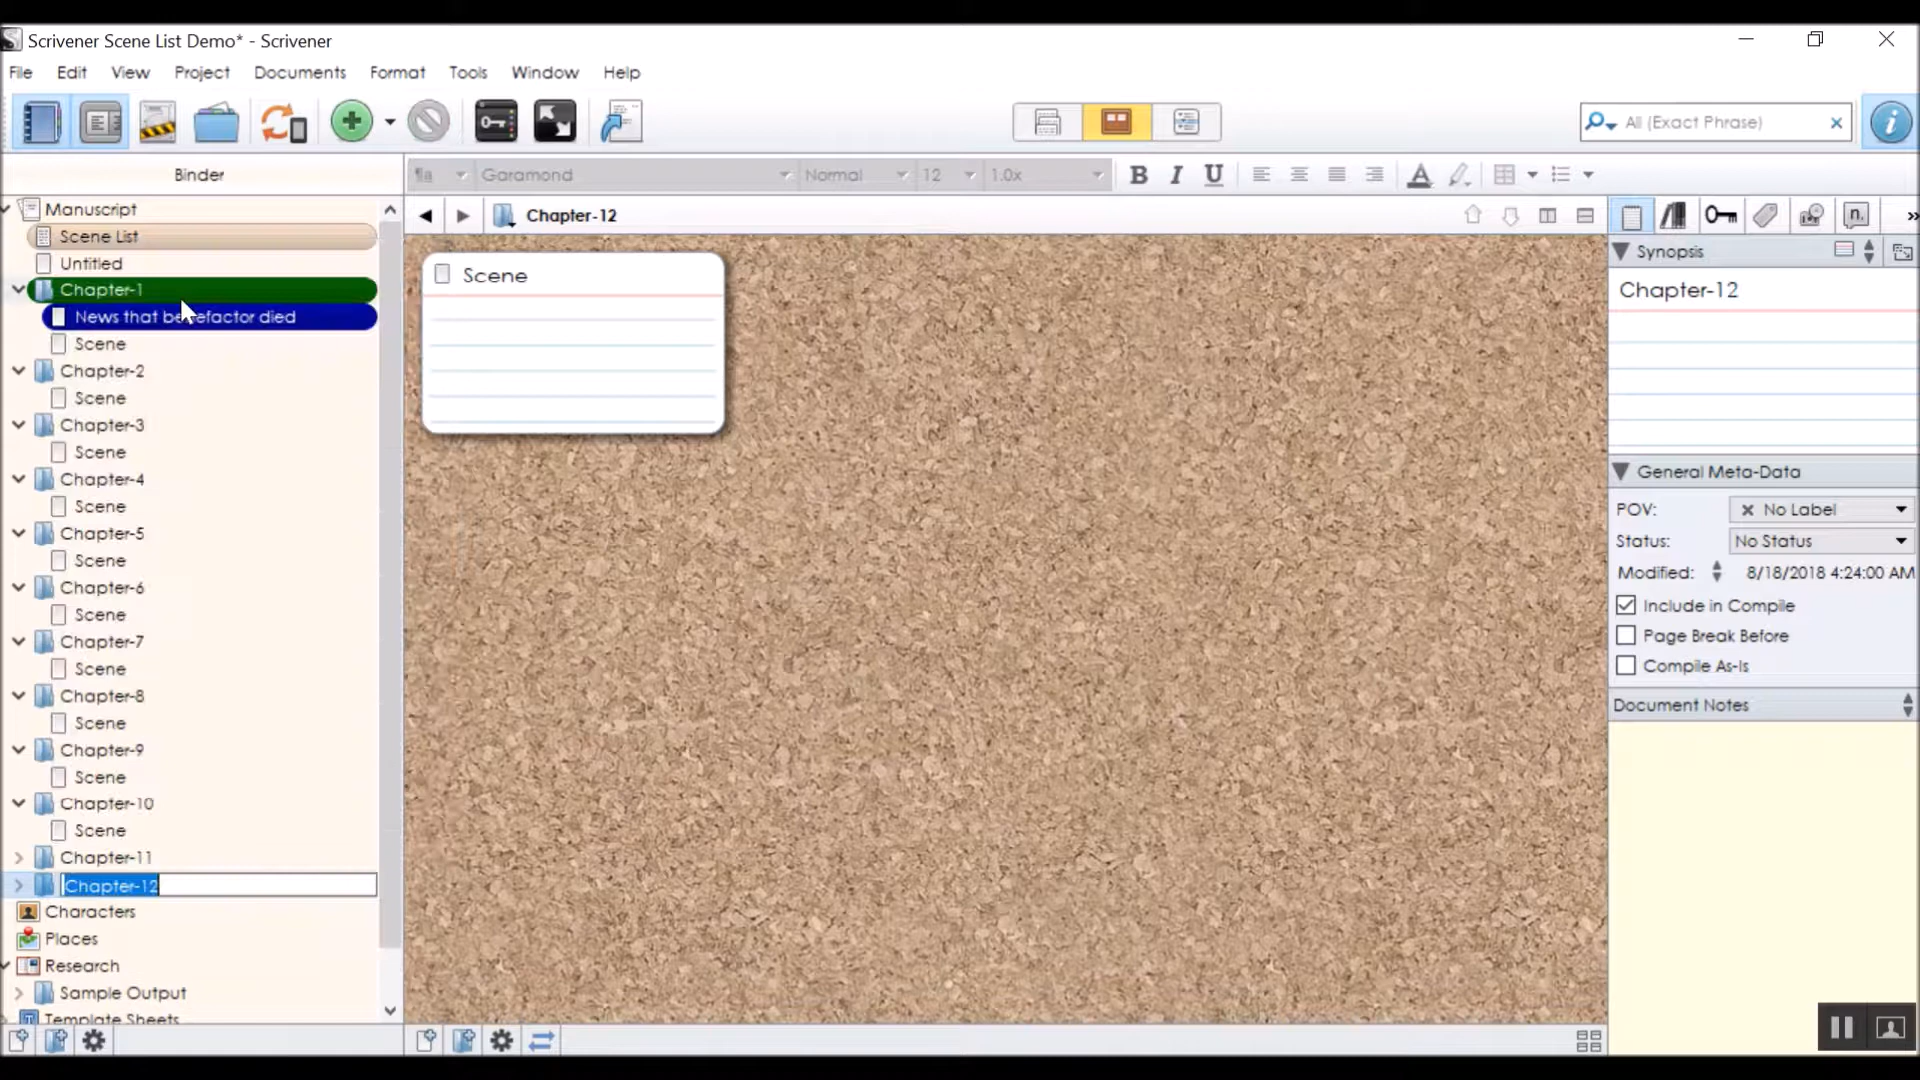 Scrivener Scene List Demo* - Scrivener
File Edit View Project Documents Format Tools Window Help
All (Exact Phrase)
Binder
Garamond Normal 12 1.0x B I U A
Manuscript
Scene List
Untitled
Chapter-1
News that benefactor died
Scene
Chapter-2
Scene
Chapter-3
Scene
Chapter-4
Scene
Chapter-5
Scene
Chapter-6
Scene
Chapter-7
Scene
Chapter-8
Scene
Chapter-9
Scene
Chapter-10
Scene
Chapter-11
Chapter-12
Characters
Places
Research
Sample Output
Template Sheets
Chapter-12
Scene
n.
Synopsis
Chapter-12
General Meta-Data
POV: No Label
Status: No Status
Modified: 8/18/2018 4:24:00 AM
Include in Compile
Page Break Before
Compile As-Is
Document Notes